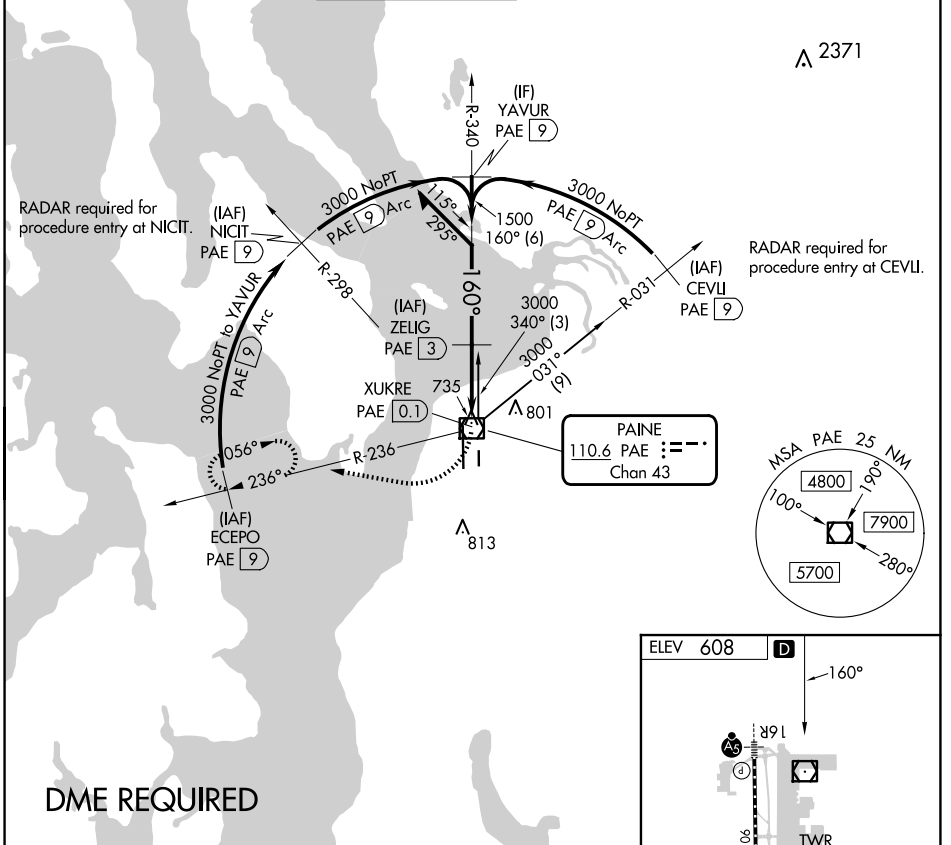 2371
(IF)
YAVUR
PAE 9
R-340
3000 NoPT
PAE 9 Arc
115°
295°
1500
160° (6)
3000 NoPT
PAE 9 Arc
RADAR required for
procedure entry at NICIT.
(IAF)
NICIT
PAE 9
R-298
RADAR required for
procedure entry at CEVLI.
(IAF)
CEVLI
PAE 9
R-031
3000 NoPT to YAVUR
PAE 9 Arc
160°
(IAF)
ZELIG
PAE 3
3000
340° (3)
3000
031°
(9)
XUKRE
PAE 0.1
735
801
PAINE
110.6 PAE
Chan 43
056°
236°
R-236
(IAF)
ECEPO
PAE 9
813
MSA PAE 25 NM
4800
190°
100°
7900
280°
5700
ELEV 608 D
160°
16R
A5
P
90
TWR
DME REQUIRED